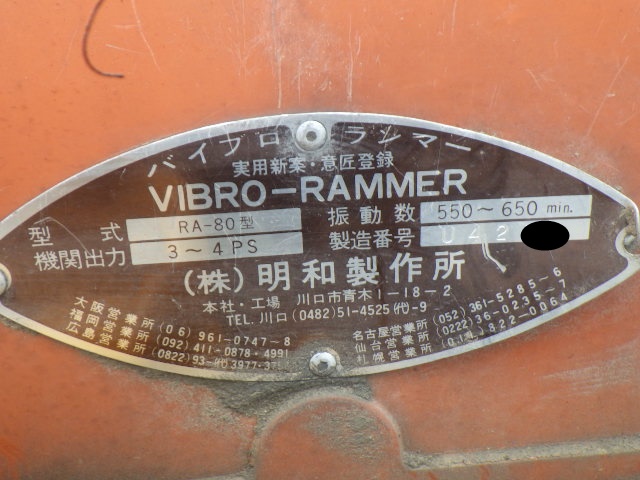 バイブロランマー
実用新案・意匠登録
VIBRO-RAMMER
型式 RA-80型 振動数 550~650 min.
機関出力 3~4PS 製造番号 U42
(株)明和製作所
本社・工場 川口市青木1-18-2
TEL.川口(0482)51-4525㈹-9
大阪営業所(06)961-0747-8
福岡営業所(092)411-0878・4991
広島営業所(0822)93-㈹3977・
名古屋営業所(052)361-5285-6
仙台営業所(0222)36-0235-7
札幌営業所 822-0064